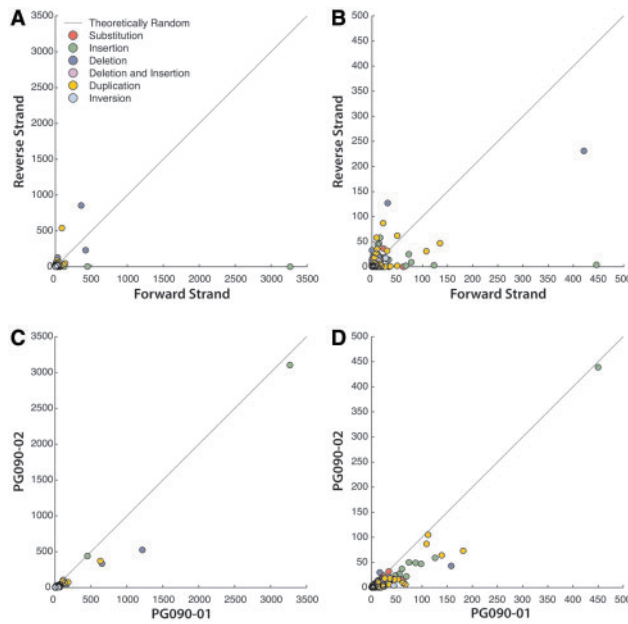 A
3500
3000
2500
2000
1500
1000
500
0
Reverse Strand
Theoretically Random
Substitution
Insertion
Deletion
Deletion and Insertion
Duplication
Inversion
0 500 1000 1500 2000 2500 3000 3500
Forward Strand
B
500
450
400
350
300
250
200
150
100
50
0
Reverse Strand
0 50 100 150 200 250 300 350 400 450 500
Forward Strand
C
3500
3000
2500
2000
1500
1000
500
0
PG090-02
0 500 1000 1500 2000 2500 3000 3500
PG090-01
D
500
450
400
350
300
250
200
150
100
50
0
PG090-02
0 50 100 150 200 250 300 350 400 450 500
PG090-01